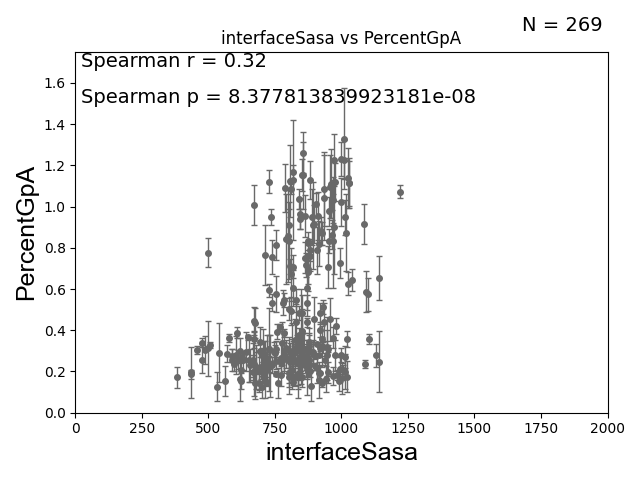 N = 269
interfaceSasa vs PercentGpA
Spearman r = 0.32
Spearman p = 8.377813839923181e-08
PercentGpA
1.6
1.4
1.2
1.0
0.8
0.6
0.4
0.2
0.0
0 250 500 750 1000 1250 1500 1750 2000
interfaceSasa